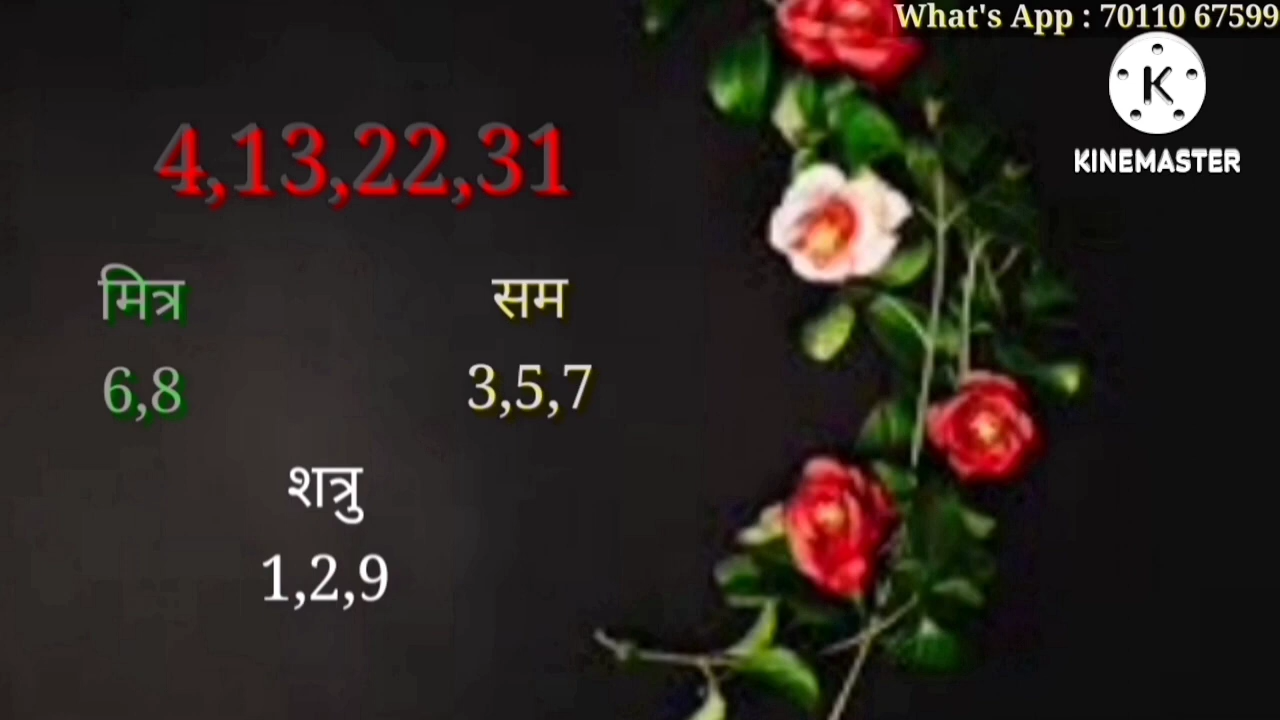 What's App : 70110 67599
KINEMASTER
4,13,22,31
मित्र
सम
6,8
3,5,7
शत्रु
1,2,9